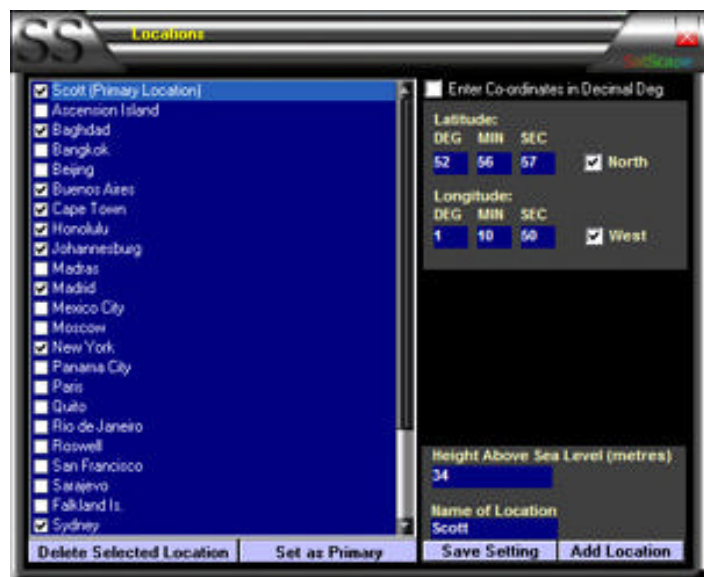 SS
Locations
SatScape
Scott (Primary Location)
Ascension Island
Baghdad
Bangkok
Beijing
Buenos Aires
Cape Town
Honolulu
Johannesburg
Madras
Madrid
Mexico City
Moscow
New York
Panama City
Paris
Quito
Rio de Janeiro
Roswell
San Francisco
Sarajevo
Falkland Is.
Sydney
Delete Selected Location
Set as Primary
Enter Co-ordinates in Decimal Deg
Latitude:
DEG MIN SEC
52 56 57 North
Longitude:
DEG MIN SEC
1 10 50 West
Height Above Sea Level (metres)
34
Name of Location
Scott
Save Setting
Add Location